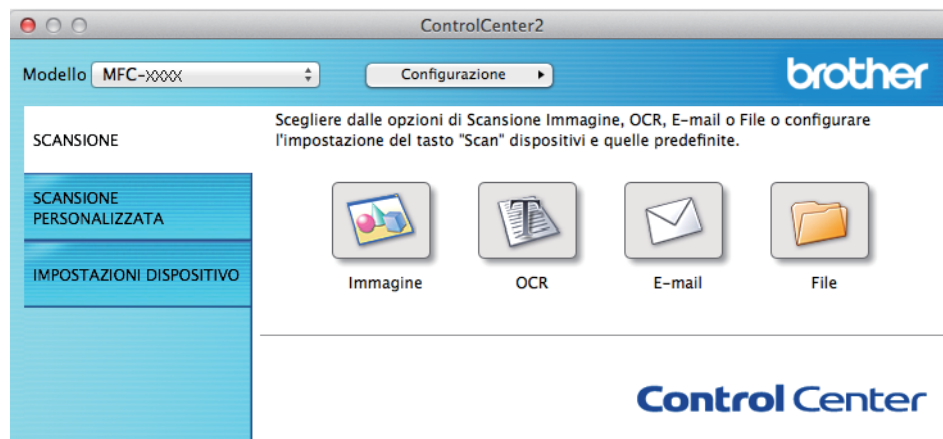 ControlCenter2
Modello MFC-XXXX Configurazione
brother
SCANSIONE
Scegliere dalle opzioni di Scansione Immagine, OCR, E-mail o File o configurare
l'impostazione del tasto "Scan" dispositivi e quelle predefinite.
SCANSIONE
PERSONALIZZATA
IMPOSTAZIONI DISPOSITIVO
Immagine OCR E-mail File
Control Center